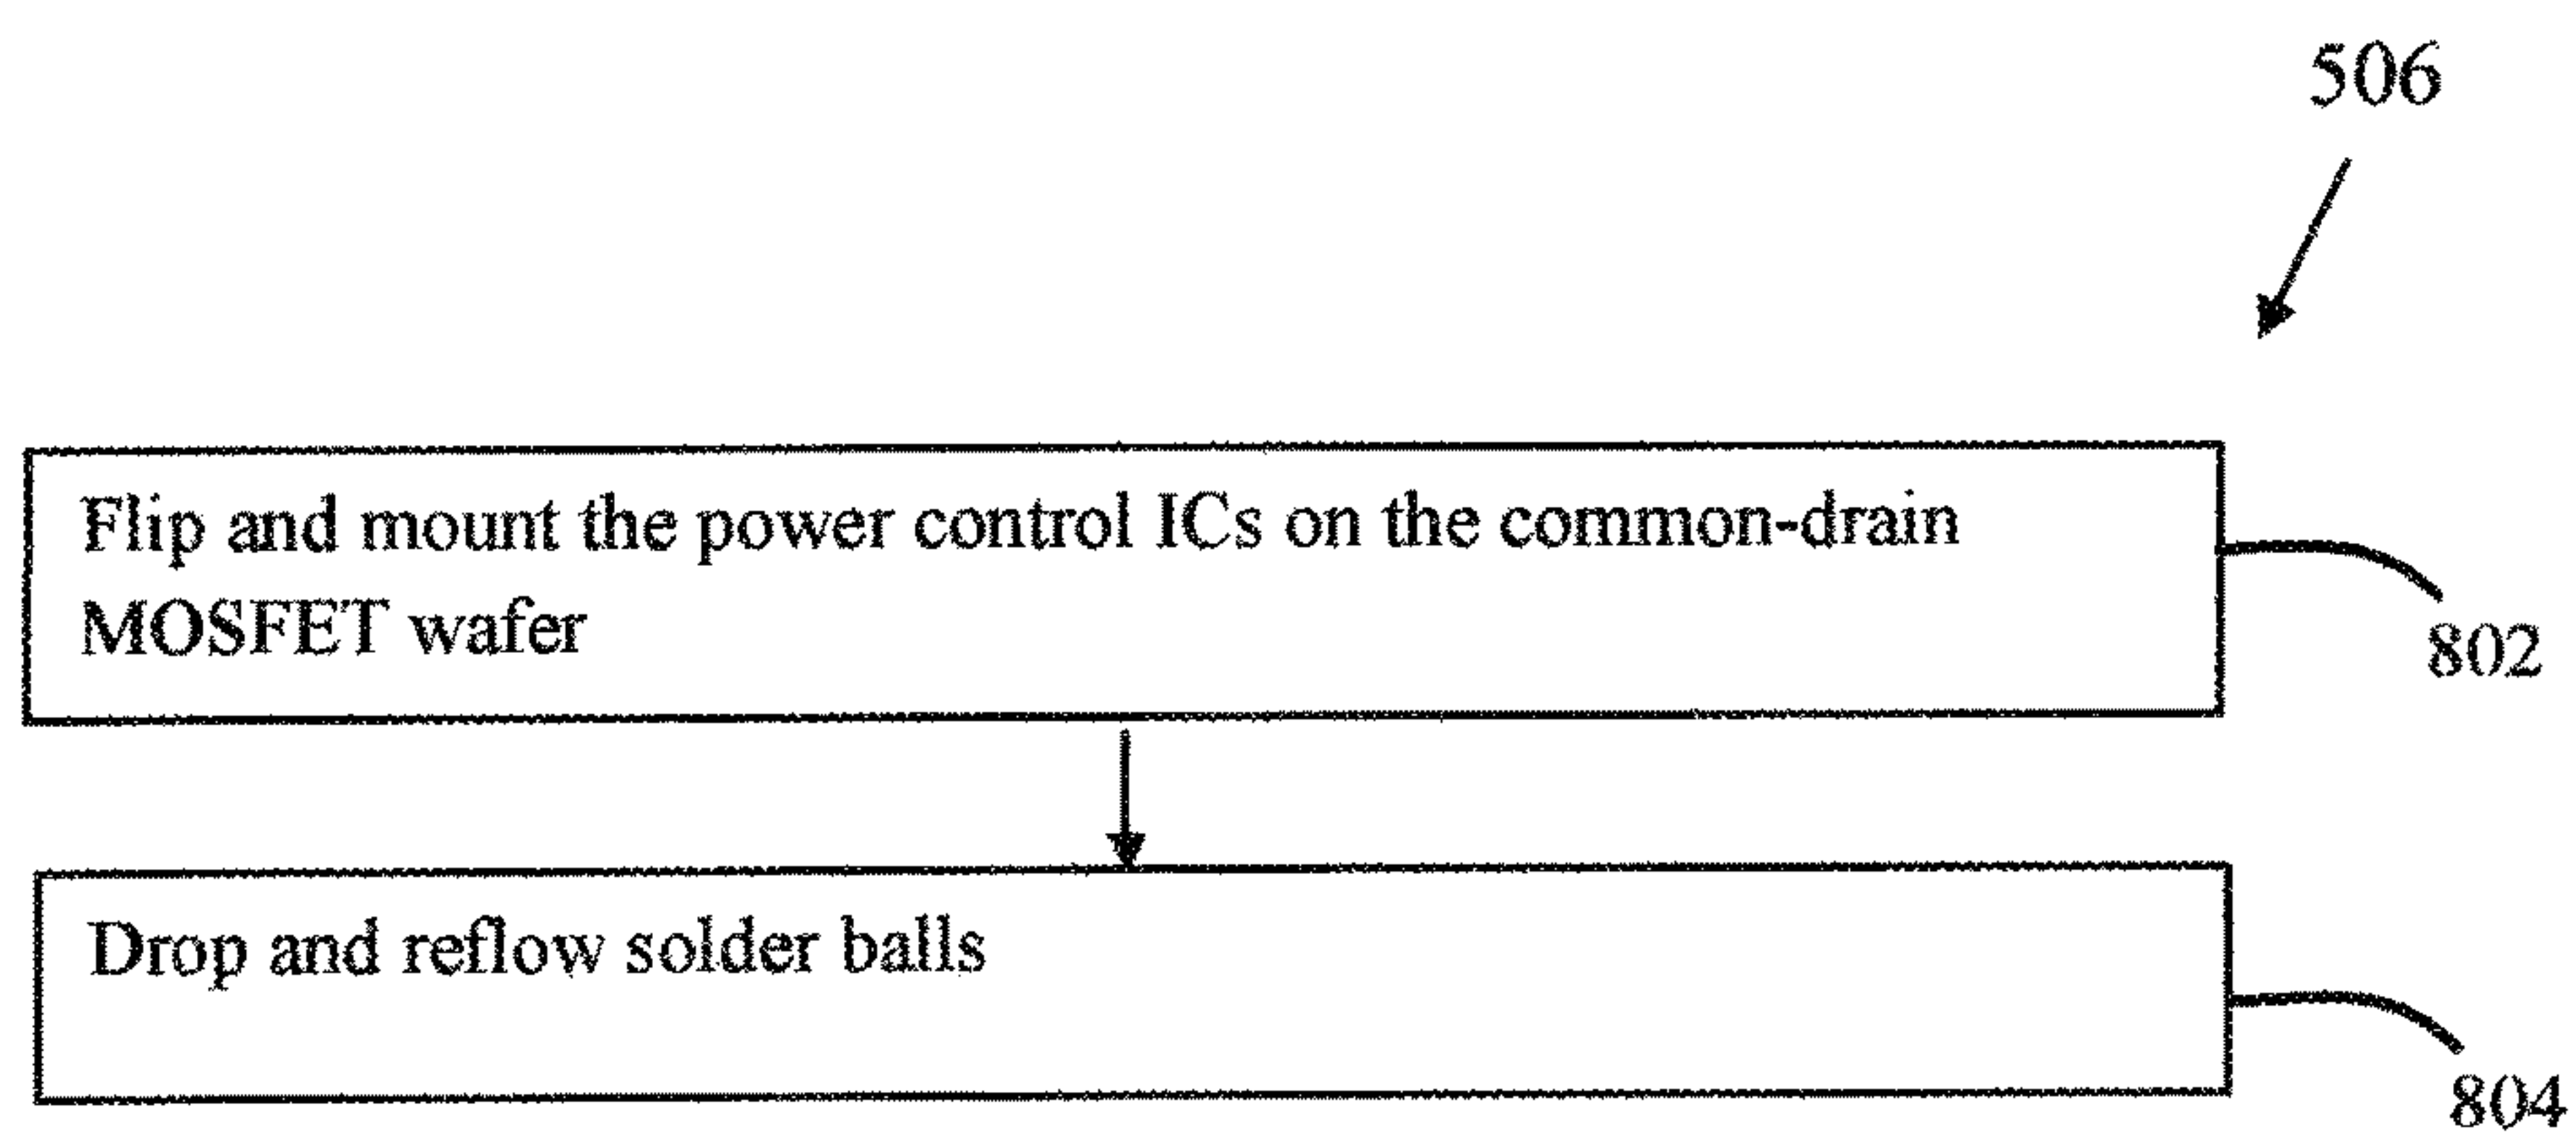 506
Flip and mount the power control ICs on the common-drain
MOSFET wafer
802
Drop and reflow solder balls
804